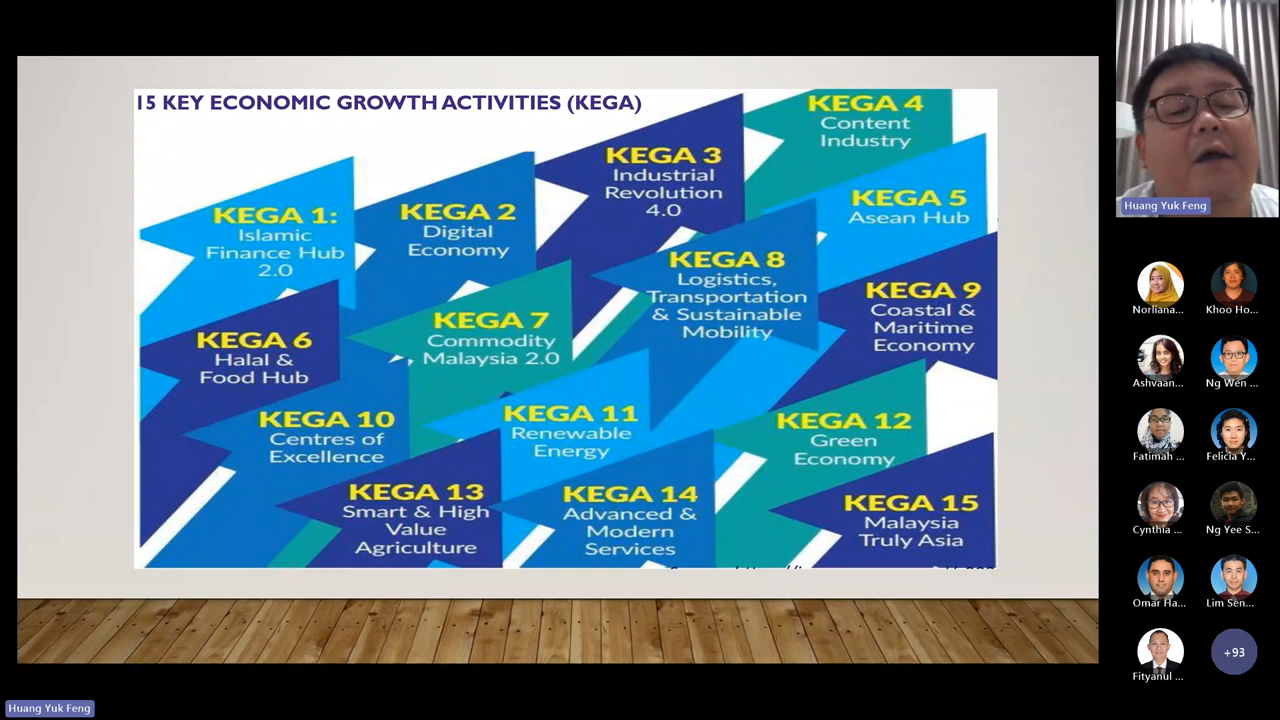 15 KEY ECONOMIC GROWTH ACTIVITIES (KEGA)
KEGA 1:
Islamic
Finance Hub
2.0
KEGA 2
Digital
Economy
KEGA 3
Industrial
Revolution
4.0
KEGA 4
Content
Industry
KEGA 5
Asean Hub
KEGA 6
Halal &
Food Hub
KEGA 7
Commodity
Malaysia 2.0
KEGA 8
Logistics,
Transportation
& Sustainable
Mobility
KEGA 9
Coastal &
Maritime
Economy
KEGA 10
Centres of
Excellence
KEGA 11
Renewable
Energy
KEGA 12
Green
Economy
KEGA 13
Smart & High
Value
Agriculture
KEGA 14
Advanced &
Modern
Services
KEGA 15
Malaysia
Truly Asia
Huang Yuk Feng
Norliana...
Khoo Ho...
Ashvaan...
Ng Wen ...
Fatimah ...
Felicia Y...
Cynthia ...
Ng Yee S...
Omar Ha...
Lim Sen...
Fityanul ...
+93
Huang Yuk Feng